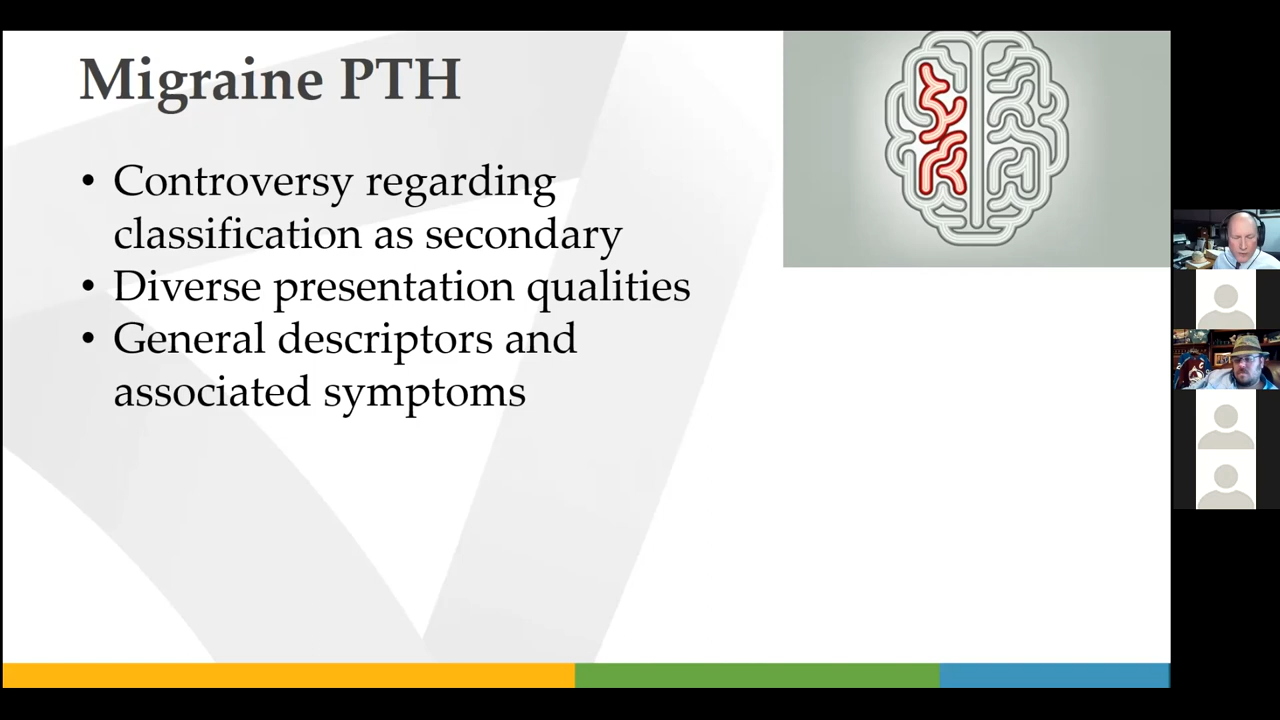 Migraine PTH
• Controversy regarding
classification as secondary
• Diverse presentation qualities
• General descriptors and
associated symptoms